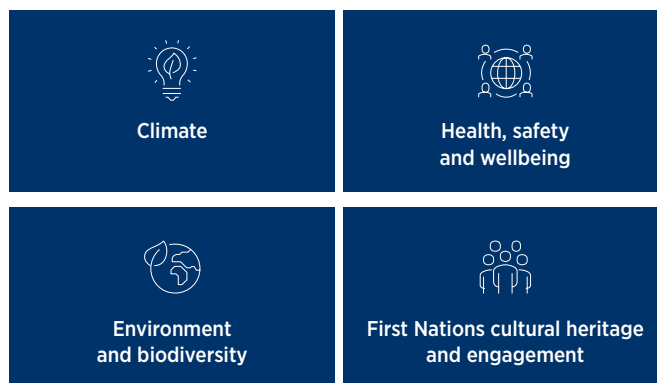 Climate
Health, safety
and wellbeing
Environment
and biodiversity
First Nations cultural heritage
and engagement